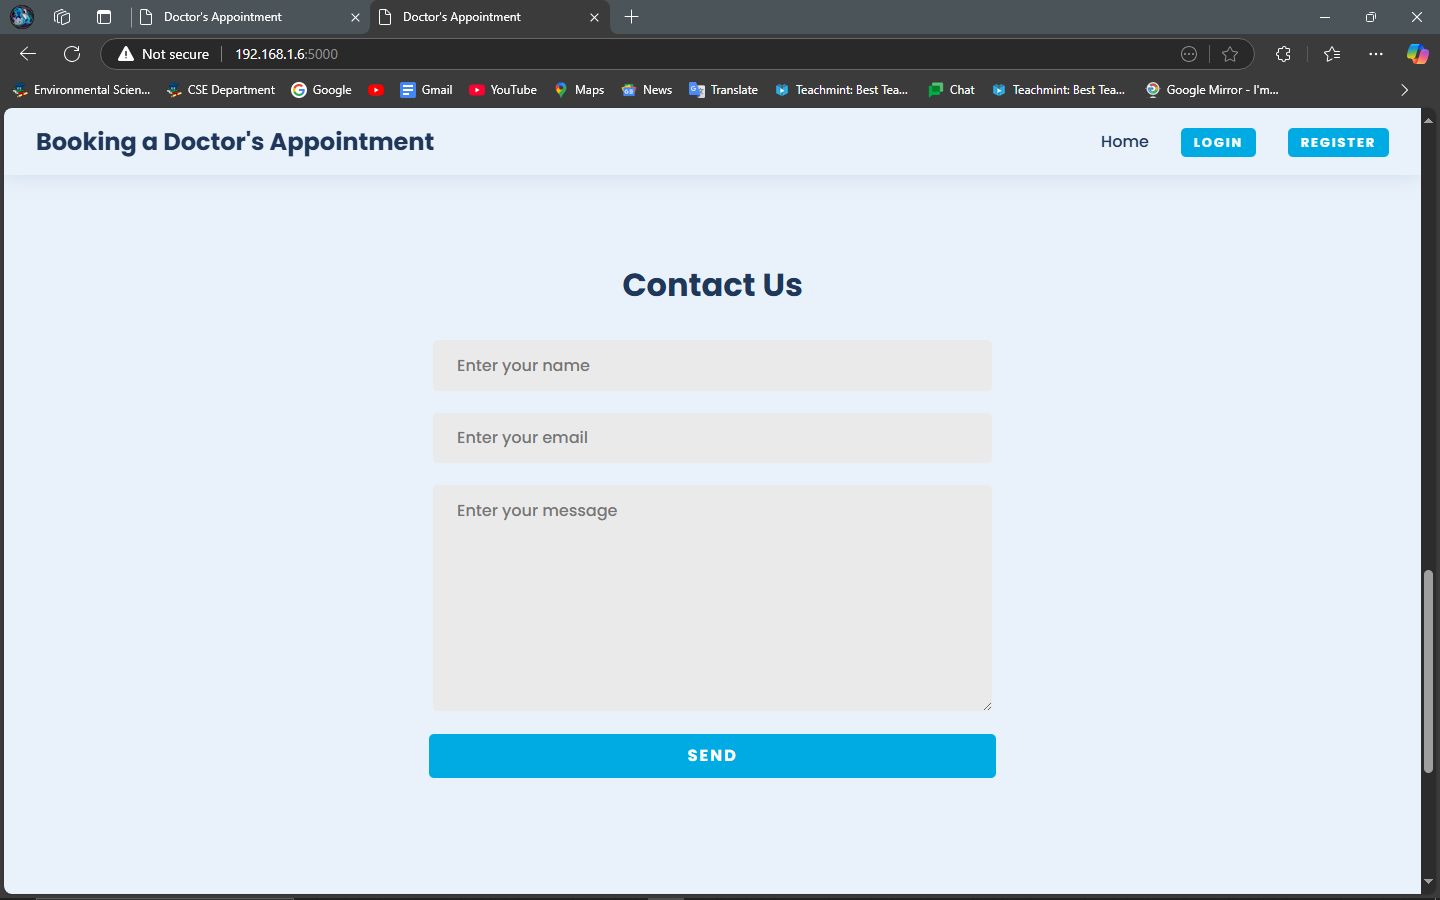 Doctor's Appointment
Doctor's Appointment
Not secure 192.168.1.6:5000
Environmental Scien... CSE Department Google Gmail YouTube Maps News Translate Teachmint: Best Tea... Chat Teachmint: Best Tea... Google Mirror - I'm...
Booking a Doctor's Appointment
Home LOGIN REGISTER
Contact Us
Enter your name
Enter your email
Enter your message
SEND